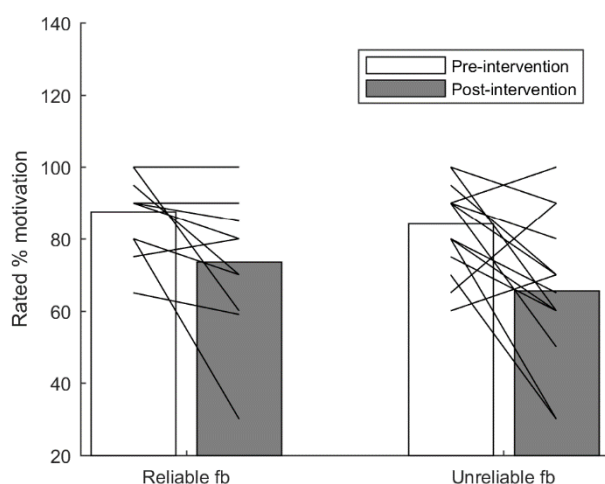 140
120
100
80
60
40
20
Rated % motivation
Pre-intervention
Post-intervention
Reliable fb
Unreliable fb